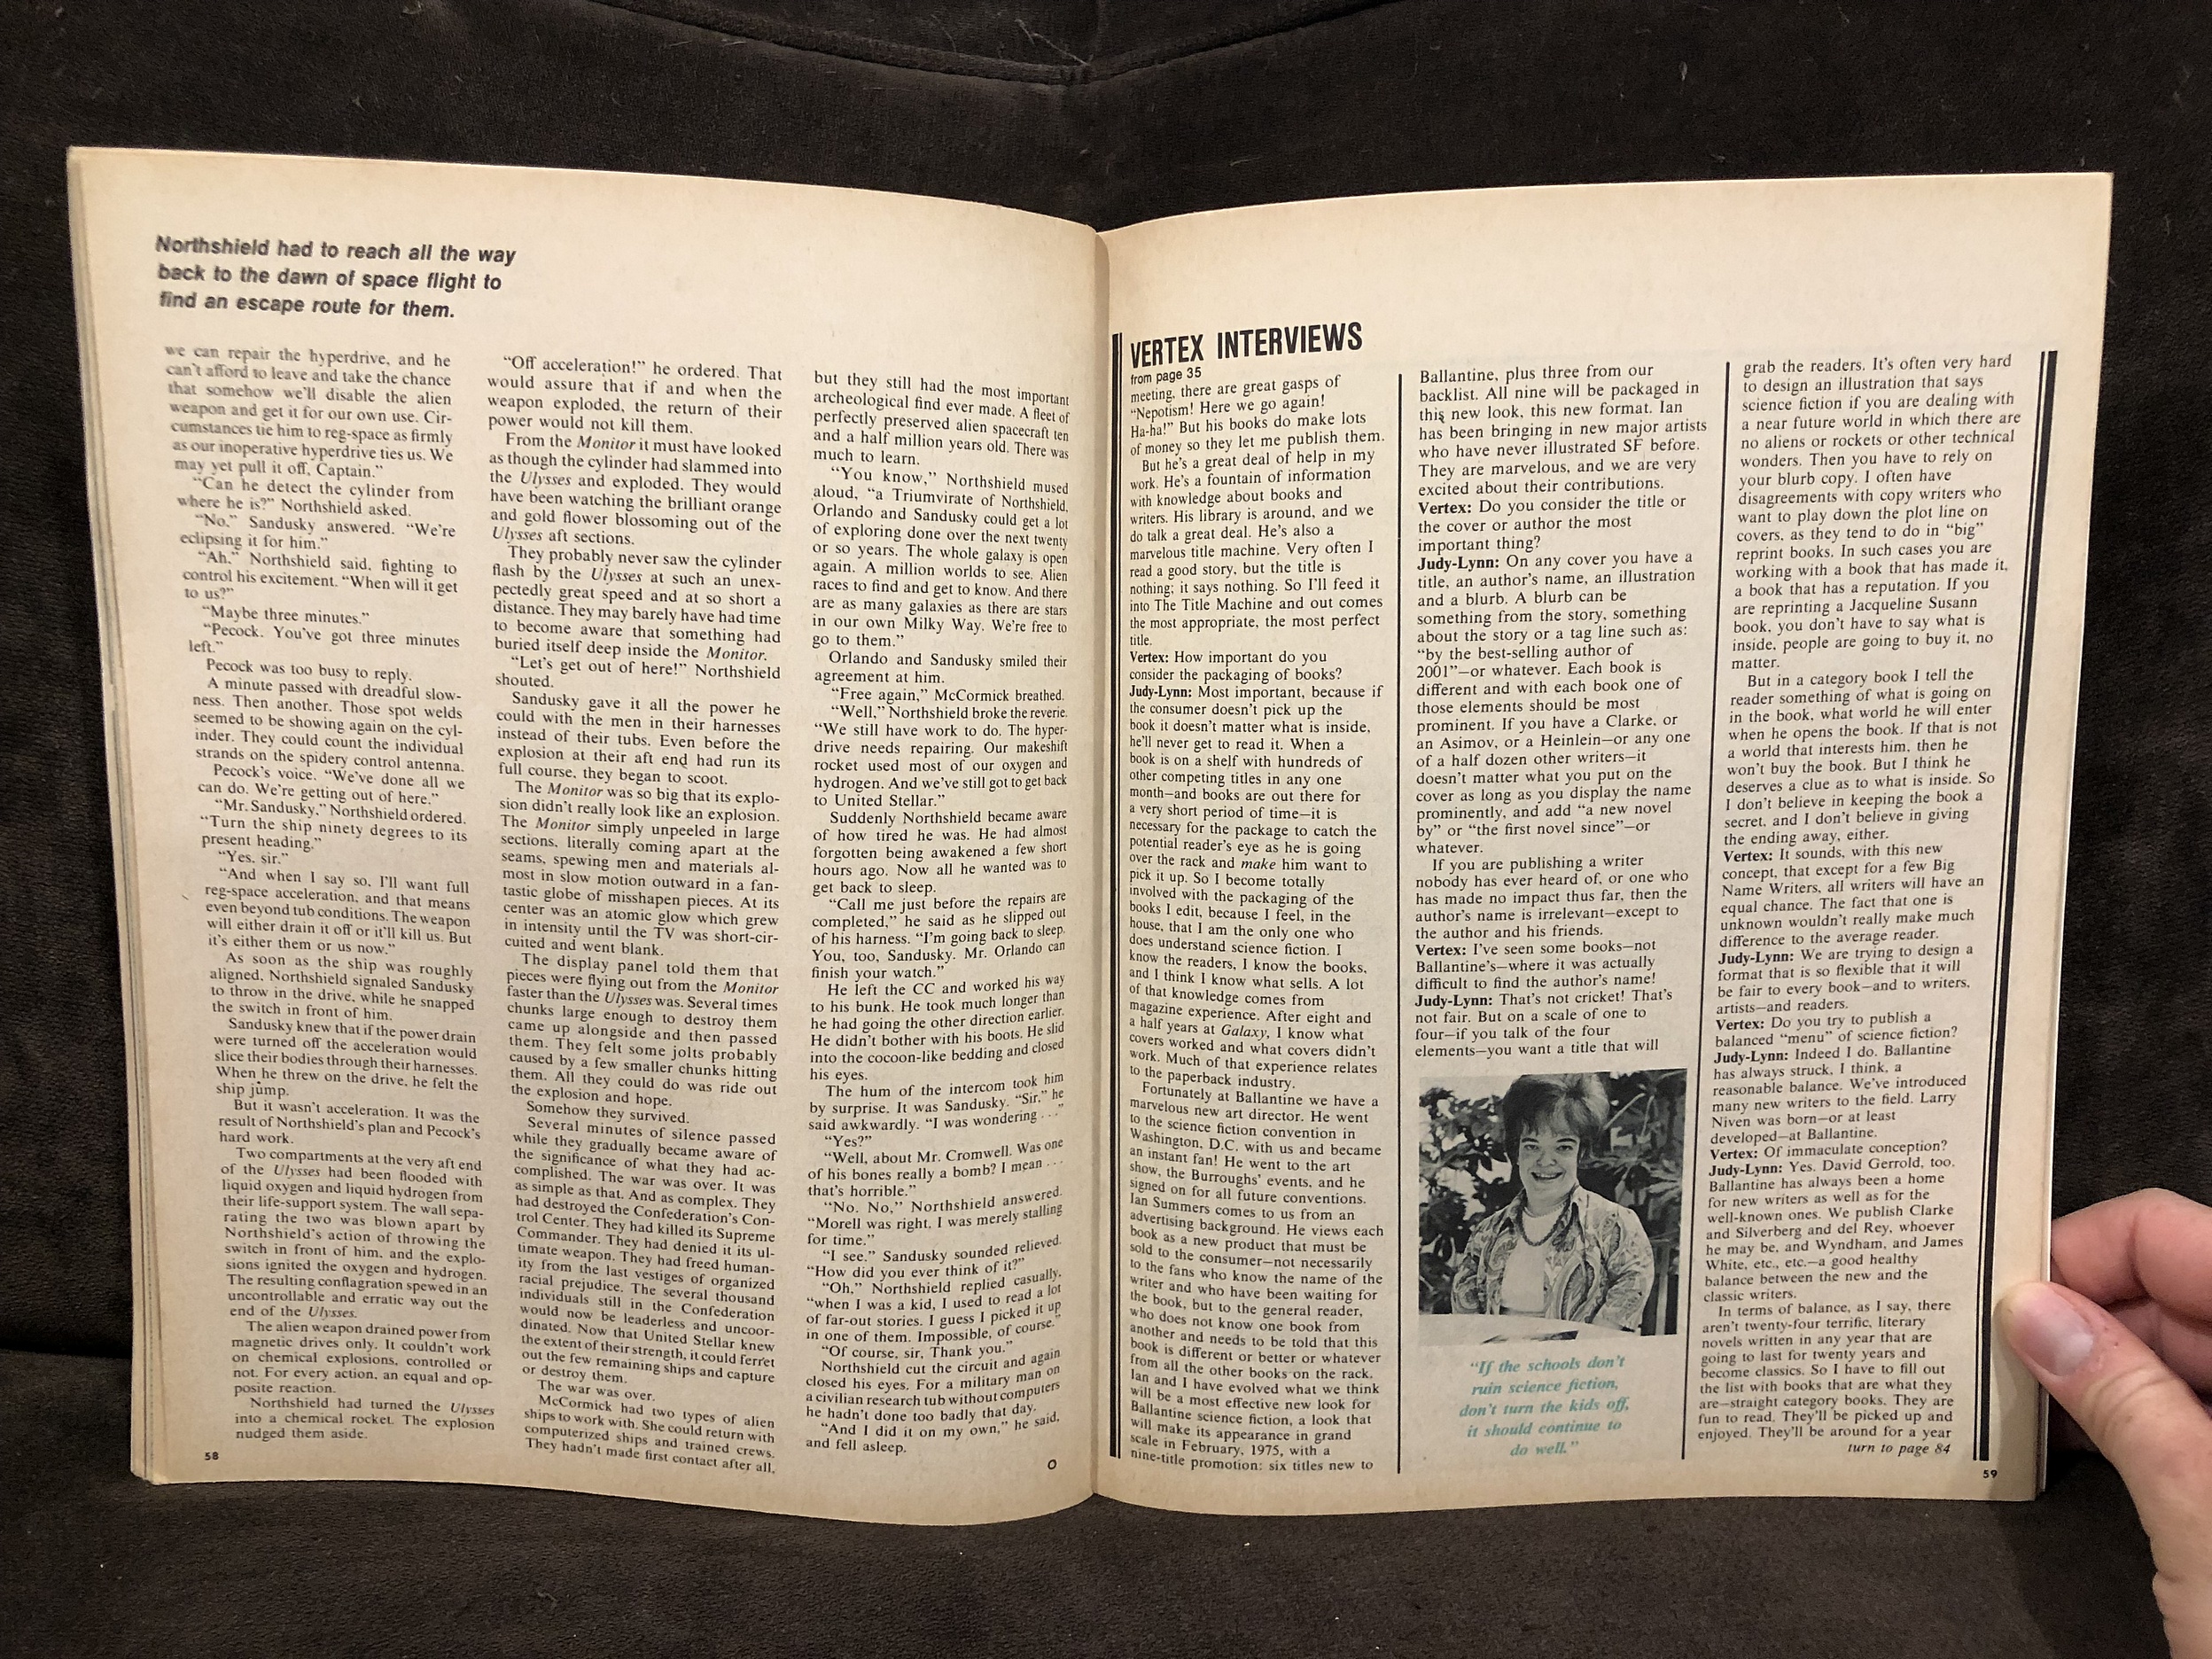 Northshield had to reach all the way
back to the dawn of space flight to
find an escape route for them.
we can repair the hyperdrive, and he
can't afford to leave and take the chance
that somehow we'll disable the alien
weapon and get it for our own use. Cir-
cumstances tie him to reg-space as firmly
as our inoperative hyperdrive ties us. We
may yet pull it off, Captain."
"Can he detect the cylinder from
where he is?" Northshield asked.
"No," Sandusky answered. "We're
eclipsing it for him."
"Ah," Northshield said, fighting to
control his excitement. "When will it get
to us?"
"Maybe three minutes."
"Pecock. You've got three minutes
left."
Pecock was too busy to reply.
A minute passed with dreadful slow-
ness. Then another. Those spot welds
seemed to be showing again on the cyl-
inder. They could count the individual
strands on the spidery control antenna.
Pecock's voice. "We've done all we
can do. We're getting out of here."
"Mr. Sandusky," Northshield ordered.
"Turn the ship ninety degrees to its
present heading."
"Yes, sir."
"And when I say so, I'll want full
reg-space acceleration, and that means
even beyond tub conditions. The weapon
will either drain it off or it'll kill us. But
it's either them or us now."
As soon as the ship was roughly
aligned, Northshield signaled Sandusky
to throw in the drive, while he snapped
the switch in front of him.
Sandusky knew that if the power drain
were turned off the acceleration would
slice their bodies through their harnesses.
When he threw on the drive, he felt the
ship jump.
But it wasn't acceleration. It was the
result of Northshield's plan and Pecock's
hard work.
Two compartments at the very aft end
of the Ulysses had been flooded with
liquid oxygen and liquid hydrogen from
their life-support system. The wall sepa-
rating the two was blown apart by
Northshield's action of throwing the
switch in front of him, and the explo-
sions ignited the oxygen and hydrogen.
The resulting conflagration spewed in an
uncontrollable and erratic way out the
end of the Ulysses.
The alien weapon drained power from
magnetic drives only. It couldn't work
on chemical explosions, controlled or
not. For every action, an equal and op-
posite reaction.
Northshield had turned the Ulysses
into a chemical rocket. The explosion
nudged them aside.
58
"Off acceleration!" he ordered. That
would assure that if and when the
weapon exploded, the return of their
power would not kill them.
From the Monitor it must have looked
as though the cylinder had slammed into
the Ulysses and exploded. They would
have been watching the brilliant orange
and gold flower blossoming out of the
Ulysses aft sections.
They probably never saw the cylinder
flash by the Ulysses at such an unex-
pectedly great speed and at so short a
distance. They may barely have had time
to become aware that something had
buried itself deep inside the Monitor.
"Let's get out of here!" Northshield
shouted.
Sandusky gave it all the power he
could with the men in their harnesses
instead of their tubs. Even before the
explosion at their aft end had run its
full course, they began to scoot.
The Monitor was so big that its explo-
sion didn't really look like an explosion.
The Monitor simply unpeeled in large
sections, literally coming apart at the
seams, spewing men and materials al-
most in slow motion outward in a fan-
tastic globe of misshapen pieces. At its
center was an atomic glow which grew
in intensity until the TV was short-cir-
cuited and went blank.
The display panel told them that
pieces were flying out from the Monitor
faster than the Ulysses was. Several times
chunks large enough to destroy them
came up alongside and then passed
them. They felt some jolts probably
caused by a few smaller chunks hitting
them. All they could do was ride out
the explosion and hope.
Somehow they survived.
Several minutes of silence passed
while they gradually became aware of
the significance of what they had ac-
complished. The war was over. It was
as simple as that. And as complex. They
had destroyed the Confederation's Con-
trol Center. They had killed its Supreme
Commander. They had denied it its ul-
timate weapon. They had freed human-
ity from the last vestiges of organized
racial prejudice. The several thousand
individuals still in the Confederation
would now be leaderless and uncoor-
dinated. Now that United Stellar knew
the extent of their strength, it could ferret
out the few remaining ships and capture
or destroy them.
The war was over.
McCormick had two types of alien
ships to work with. She could return with
computerized ships and trained crews.
They hadn't made first contact after all,
but they still had the most important
archeological find ever made. A fleet of
perfectly preserved alien spacecraft ten
and a half million years old. There was
much to learn.
"You know," Northshield mused
aloud, "a Triumvirate of Northshield,
Orlando and Sandusky could get a lot
of exploring done over the next twenty
or so years. The whole galaxy is open
again. A million worlds to see. Alien
races to find and get to know. And there
are as many galaxies as there are stars
in our own Milky Way. We're free to
go to them."
Orlando and Sandusky smiled their
agreement at him.
"Free again," McCormick breathed.
"Well," Northshield broke the reverie.
"We still have work to do. The hyper-
drive needs repairing. Our makeshift
rocket used most of our oxygen and
hydrogen. And we've still got to get back
to United Stellar."
Suddenly Northshield became aware
of how tired he was. He had almost
forgotten being awakened a few short
hours ago. Now all he wanted was to
get back to sleep.
"Call me just before the repairs are
completed," he said as he slipped out
of his harness. "I'm going back to sleep.
You, too, Sandusky. Mr. Orlando can
finish your watch."
He left the CC and worked his way
to his bunk. He took much longer than
he had going the other direction earlier.
He didn't bother with his boots. He slid
into the cocoon-like bedding and closed
his eyes.
The hum of the intercom took him
by surprise. It was Sandusky. "Sir," he
said awkwardly. "I was wondering . . ."
"Yes?"
"Well, about Mr. Cromwell. Was one
of his bones really a bomb? I mean . . .
that's horrible."
"No. No," Northshield answered.
"Morell was right, I was merely stalling
for time."
"I see." Sandusky sounded relieved.
"How did you ever think of it?"
"Oh," Northshield replied casually,
"when I was a kid, I used to read a lot
of far-out stories. I guess I picked it up
in one of them. Impossible, of course."
"Of course, sir. Thank you."
Northshield cut the circuit and again
closed his eyes. For a military man on
a civilian research tub without computers
he hadn't done too badly that day.
"And I did it on my own," he said,
and fell asleep.
O
VERTEX INTERVIEWS
from page 35
meeting, there are great gasps of
"Nepotism! Here we go again!
Ha-ha!" But his books do make lots
of money so they let me publish them.
But he's a great deal of help in my
work. He's a fountain of information
with knowledge about books and
writers. His library is around, and we
do talk a great deal. He's also a
marvelous title machine. Very often I
read a good story, but the title is
nothing; it says nothing. So I'll feed it
into The Title Machine and out comes
the most appropriate, the most perfect
title.
Vertex: How important do you
consider the packaging of books?
Judy-Lynn: Most important, because if
the consumer doesn't pick up the
book it doesn't matter what is inside,
he'll never get to read it. When a
book is on a shelf with hundreds of
other competing titles in any one
month—and books are out there for
a very short period of time—it is
necessary for the package to catch the
potential reader's eye as he is going
over the rack and make him want to
pick it up. So I become totally
involved with the packaging of the
books I edit, because I feel, in the
house, that I am the only one who
does understand science fiction. I
know the readers, I know the books,
and I think I know what sells. A lot
of that knowledge comes from
magazine experience. After eight and
a half years at Galaxy, I know what
covers worked and what covers didn't
work. Much of that experience relates
to the paperback industry.
Fortunately at Ballantine we have a
marvelous new art director. He went
to the science fiction convention in
Washington, D.C. with us and became
an instant fan! He went to the art
show, the Burroughs' events, and he
signed on for all future conventions.
Ian Summers comes to us from an
advertising background. He views each
book as a new product that must be
sold to the consumer—not necessarily
to the fans who know the name of the
writer and who have been waiting for
the book, but to the general reader,
who does not know one book from
another and needs to be told that this
book is different or better or whatever
from all the other books on the rack.
Ian and I have evolved what we think
will be a most effective new look for
Ballantine science fiction, a look that
will make its appearance in grand
scale in February, 1975, with a
nine-title promotion: six titles new to
Ballantine, plus three from our
backlist. All nine will be packaged in
this new look, this new format. Ian
has been bringing in new major artists
who have never illustrated SF before.
They are marvelous, and we are very
excited about their contributions.
Vertex: Do you consider the title or
the cover or author the most
important thing?
Judy-Lynn: On any cover you have a
title, an author's name, an illustration
and a blurb. A blurb can be
something from the story, something
about the story or a tag line such as:
"by the best-selling author of
2001"—or whatever. Each book is
different and with each book one of
those elements should be most
prominent. If you have a Clarke, or
an Asimov, or a Heinlein—or any one
of a half dozen other writers—it
doesn't matter what you put on the
cover as long as you display the name
prominently, and add "a new novel
by" or "the first novel since"—or
whatever.
If you are publishing a writer
nobody has ever heard of, or one who
has made no impact thus far, then the
author's name is irrelevant—except to
the author and his friends.
Vertex: I've seen some books—not
Ballantine's—where it was actually
difficult to find the author's name!
Judy-Lynn: That's not cricket! That's
not fair. But on a scale of one to
four—if you talk of the four
elements—you want a title that will
"If the schools don't
ruin science fiction,
don't turn the kids off,
it should continue to
do well."
grab the readers. It's often very hard
to design an illustration that says
science fiction if you are dealing with
a near future world in which there are
no aliens or rockets or other technical
wonders. Then you have to rely on
your blurb copy. I often have
disagreements with copy writers who
want to play down the plot line on
covers, as they tend to do in "big"
reprint books. In such cases you are
working with a book that has made it,
a book that has a reputation. If you
are reprinting a Jacqueline Susann
book, you don't have to say what is
inside, people are going to buy it, no
matter.
But in a category book I tell the
reader something of what is going on
in the book, what world he will enter
when he opens the book. If that is not
a world that interests him, then he
won't buy the book. But I think he
deserves a clue as to what is inside. So
I don't believe in keeping the book a
secret, and I don't believe in giving
the ending away, either.
Vertex: It sounds, with this new
concept, that except for a few Big
Name Writers, all writers will have an
equal chance. The fact that one is
unknown wouldn't really make much
difference to the average reader.
Judy-Lynn: We are trying to design a
format that is so flexible that it will
be fair to every book—and to writers,
artists—and readers.
Vertex: Do you try to publish a
balanced "menu" of science fiction?
Judy-Lynn: Indeed I do. Ballantine
has always struck, I think, a
reasonable balance. We've introduced
many new writers to the field. Larry
Niven was born—or at least
developed—at Ballantine.
Vertex: Of immaculate conception?
Judy-Lynn: Yes. David Gerrold, too.
Ballantine has always been a home
for new writers as well as for the
well-known ones. We publish Clarke
and Silverberg and del Rey, whoever
he may be, and Wyndham, and James
White, etc., etc.—a good healthy
balance between the new and the
classic writers.
In terms of balance, as I say, there
aren't twenty-four terrific, literary
novels written in any year that are
going to last for twenty years and
become classics. So I have to fill out
the list with books that are what they
are—straight category books. They are
fun to read. They'll be picked up and
enjoyed. They'll be around for a year
turn to page 84
59